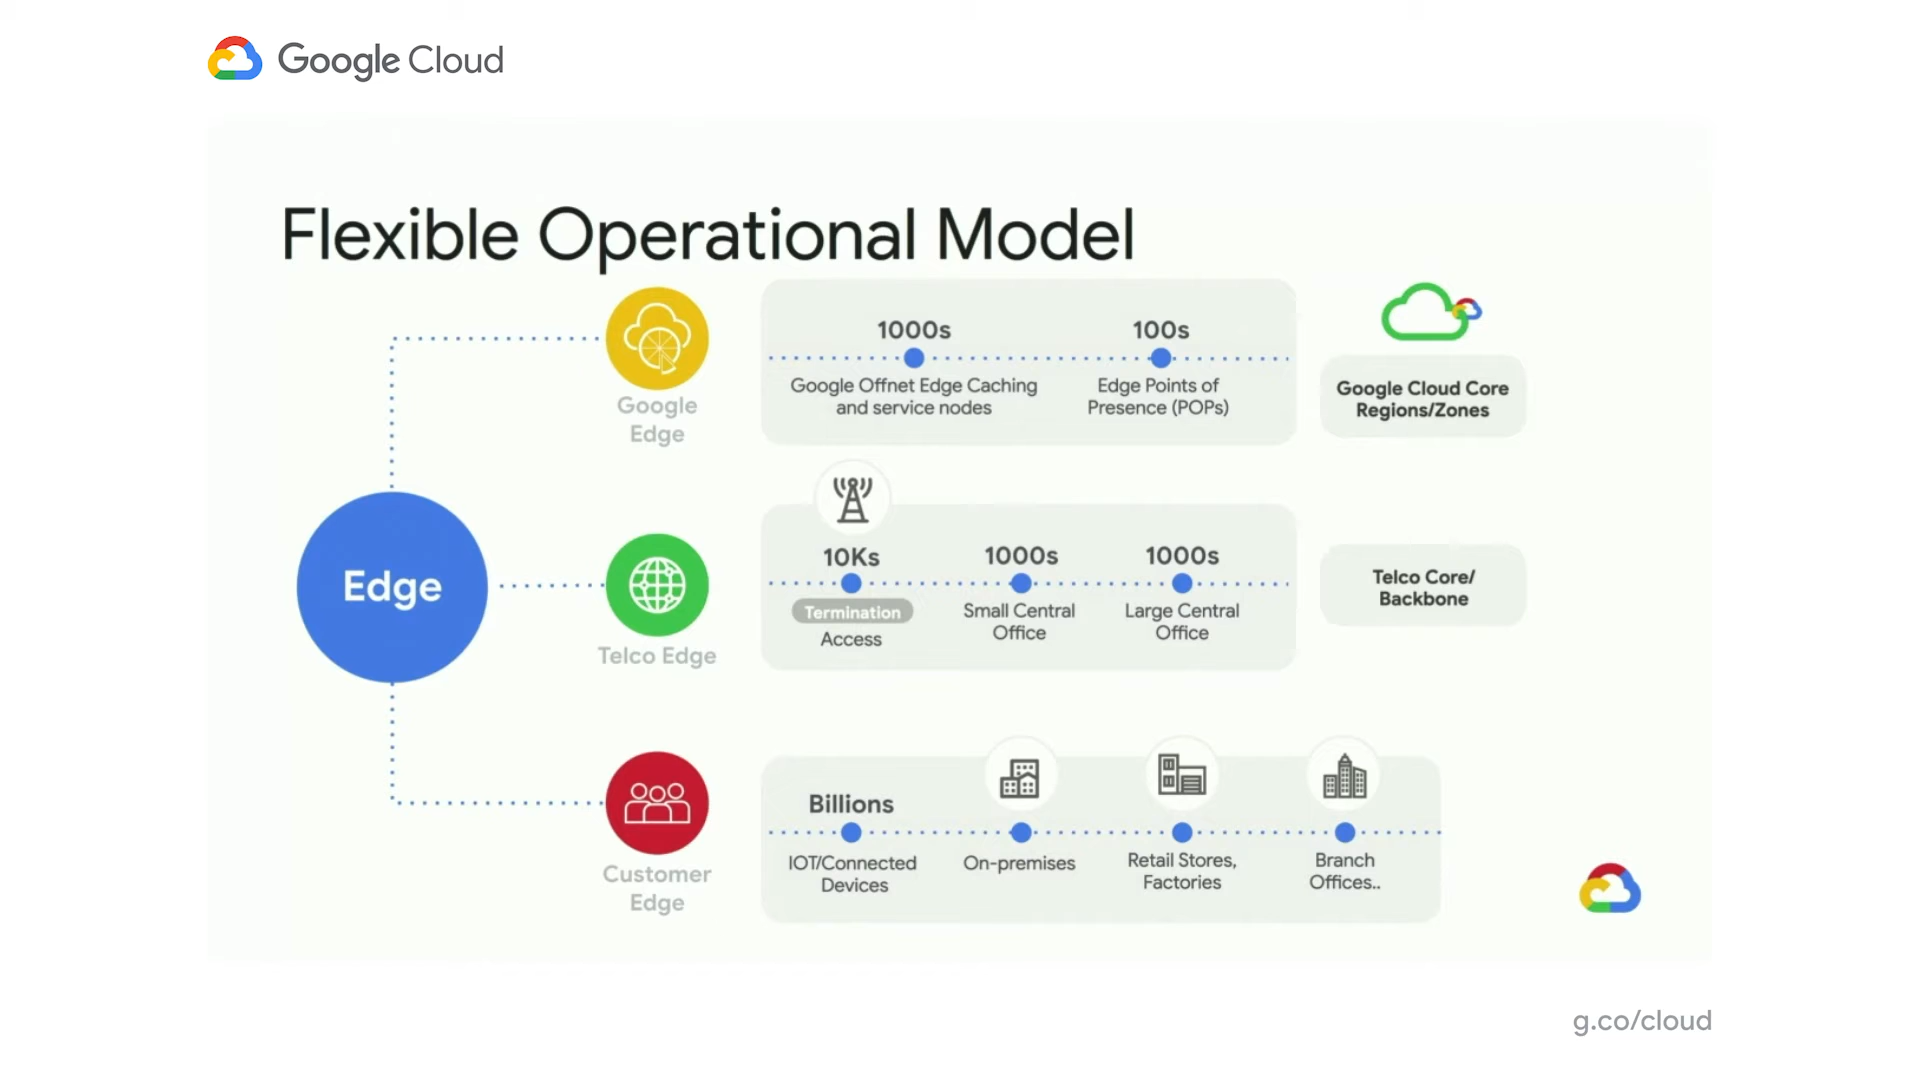 Google Cloud
Flexible Operational Model
Google
Edge
1000s
Google Offnet Edge Caching
and service nodes
100s
Edge Points of
Presence (POPs)
Google Cloud Core
Regions/Zones
Edge
Telco Edge
10Ks
Termination
Access
1000s
Small Central
Office
1000s
Large Central
Office
Telco Core/
Backbone
Customer
Edge
Billions
IOT/Connected
Devices
On-premises
Retail Stores,
Factories
Branch
Offices..
g.co/cloud